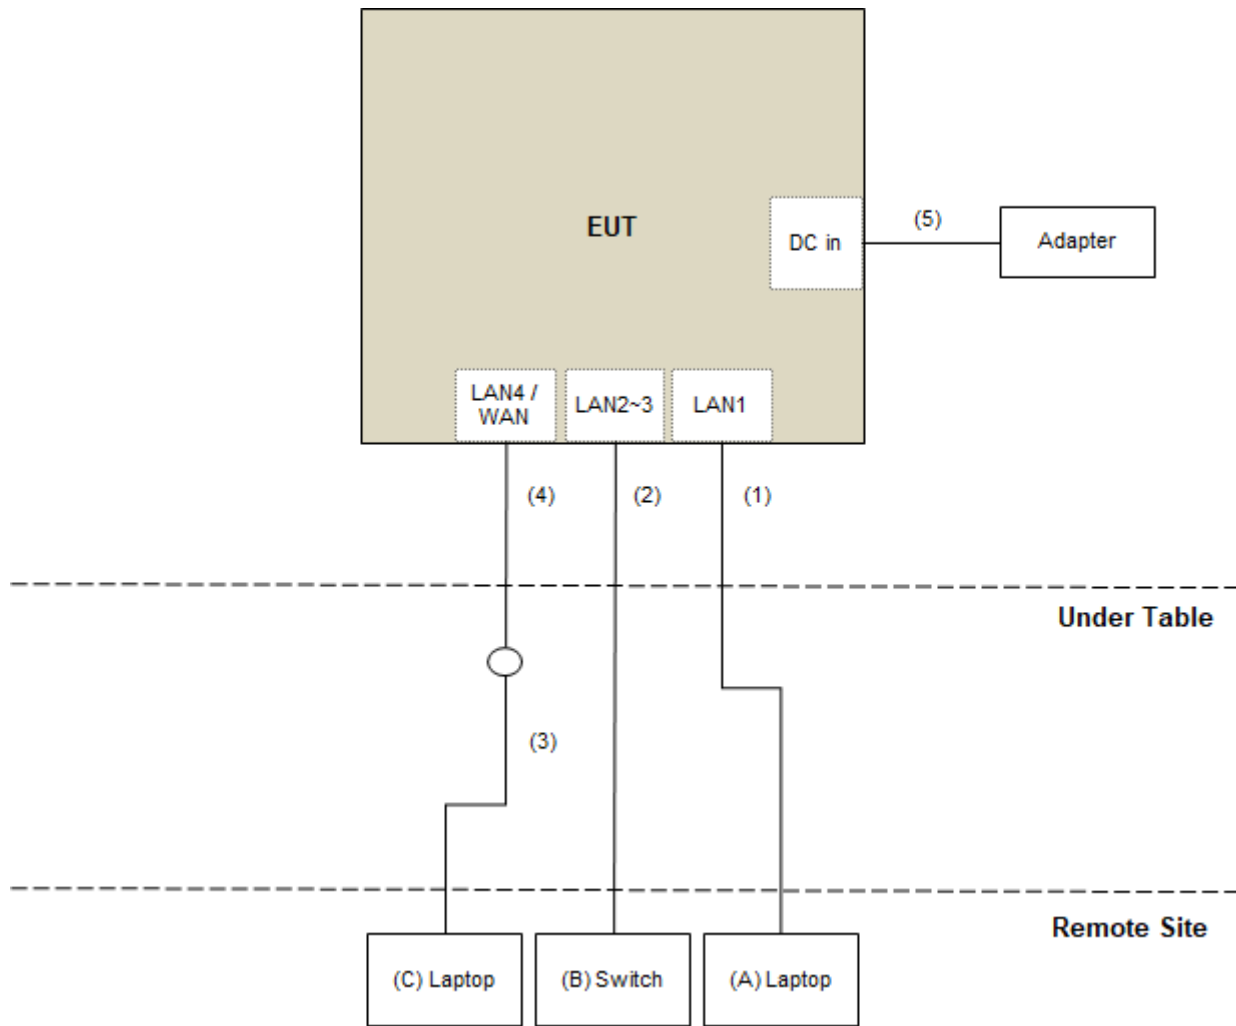 EUT
(5)
Adapter
DC in
LAN4 /
WAN
LAN2~3
LAN1
(4)
(2)
(1)
Under Table
(3)
Remote Site
(C) Laptop
(B) Switch
(A) Laptop